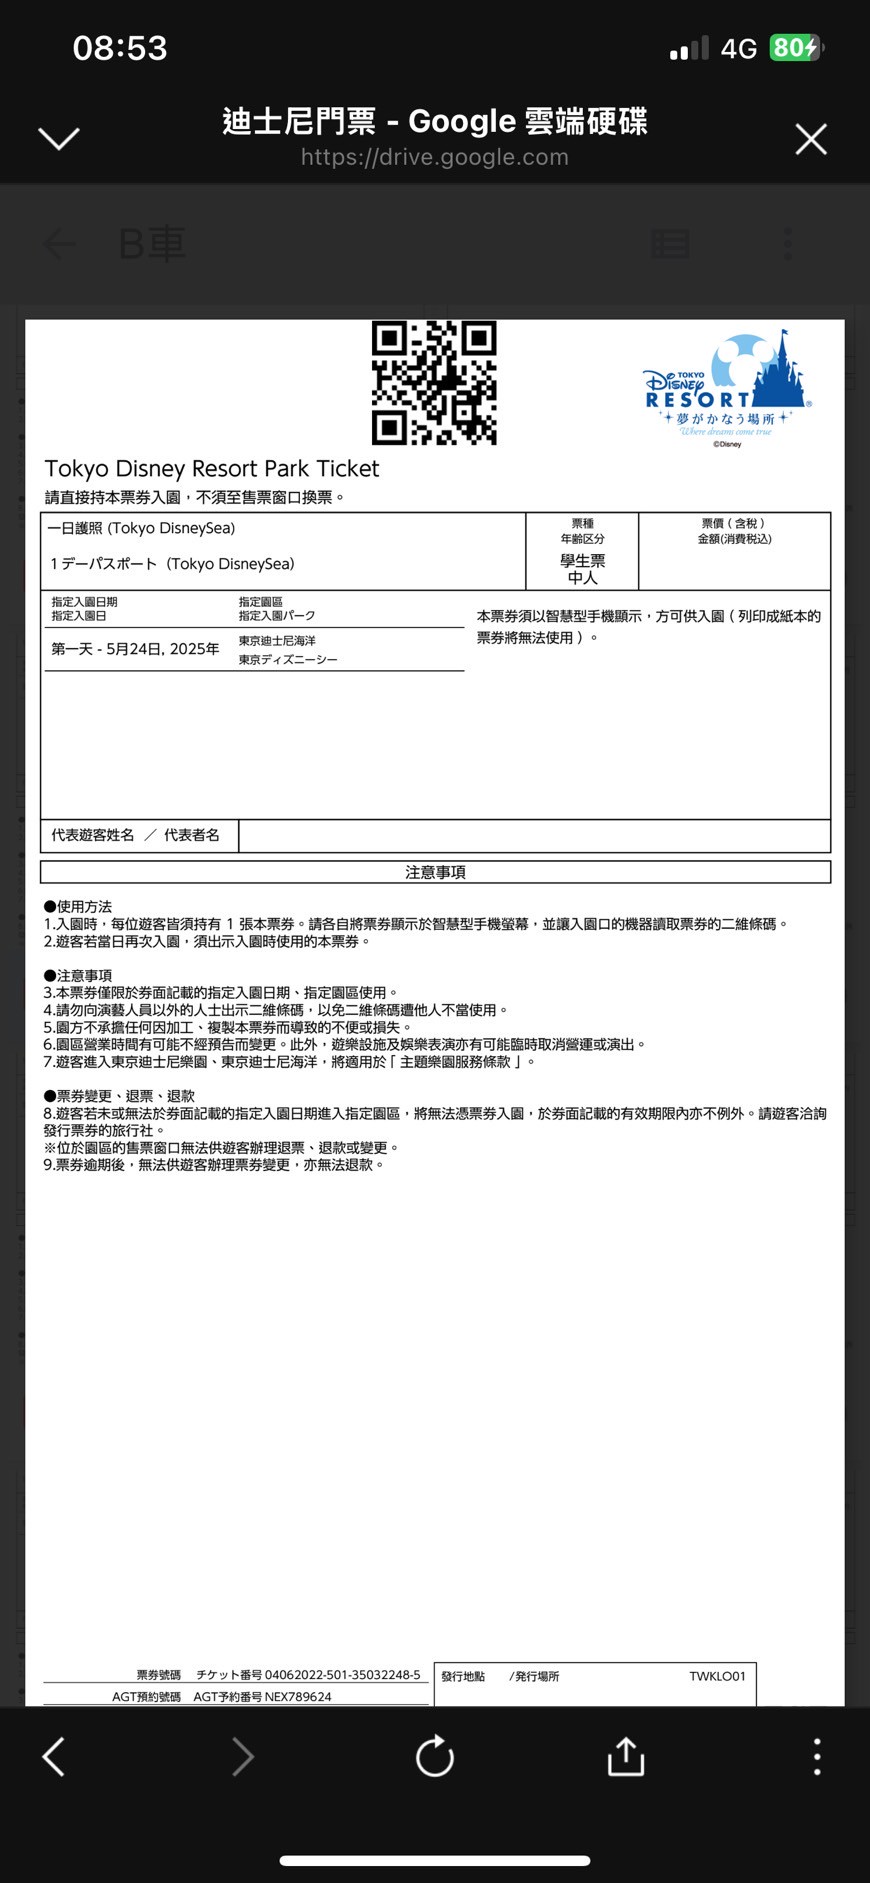 08:53
4G 80
迪士尼門票 - Google 雲端硬碟
https://drive.google.com
B車
TOKYO
Disney
RESORT
夢がかなう場所
Where dreams come true
©Disney
Tokyo Disney Resort Park Ticket
請直接持本票券入園，不須至售票窗口換票。
一日護照 (Tokyo DisneySea)
1 デーパスポート（Tokyo DisneySea）
票種
年齢区分
學生票
中人
票價（含稅）
金額(消費税込)
指定入園日期
指定入園日
指定園區
指定入園パーク
第一天 - 5月24日, 2025年
東京迪士尼海洋
東京ディズニーシー
本票券須以智慧型手機顯示，方可供入園（列印成紙本的
票券將無法使用）。
代表遊客姓名 ／ 代表者名
注意事項
●使用方法
1.入園時，每位遊客皆須持有 1 張本票券。請各自將票券顯示於智慧型手機螢幕，並讓入園口的機器讀取票券的二維條碼。
2.遊客若當日再次入園，須出示入園時使用的本票券。
●注意事項
3.本票券僅限於券面記載的指定入園日期、指定園區使用。
4.請勿向演藝人員以外的人士出示二維條碼，以免二維條碼遭他人不當使用。
5.園方不承擔任何因加工、複製本票券而導致的不便或損失。
6.園區營業時間有可能不經預告而變更。此外，遊樂設施及娛樂表演亦有可能臨時取消營運或演出。
7.遊客進入東京迪士尼樂園、東京迪士尼海洋，將適用於「主題樂園服務條款」。
●票券變更、退票、退款
8.遊客若未或無法於券面記載的指定入園日期進入指定園區，將無法憑票券入園，於券面記載的有效期限內亦不例外。請遊客洽詢
發行票券的旅行社。
※位於園區的售票窗口無法供遊客辦理退票、退款或變更。
9.票券逾期後，無法供遊客辦理票券變更，亦無法退款。
票券號碼 チケット番号 04062022-501-35032248-5
AGT預約號碼 AGT予約番号 NEX789624
發行地點 /発行場所 TWKLO01